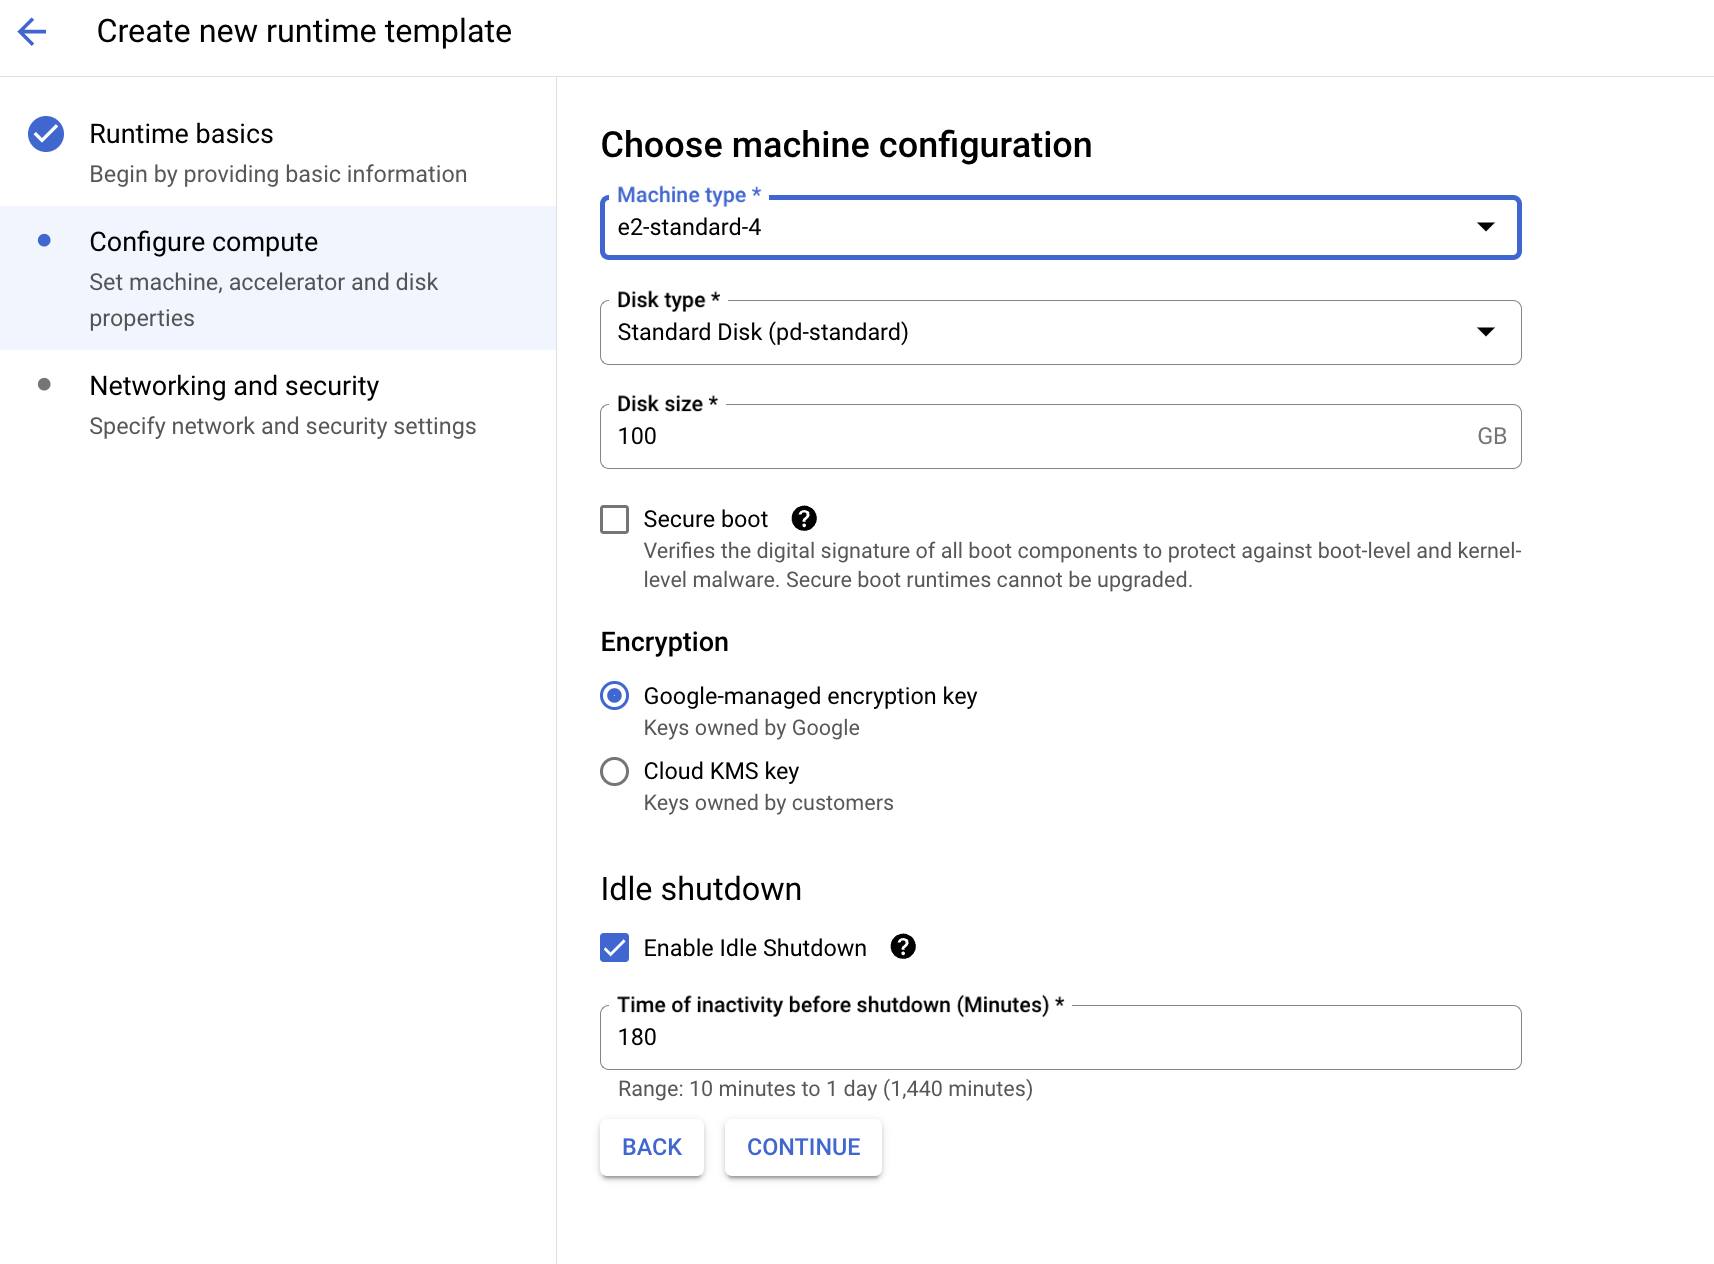 Create new runtime template
Runtime basics
Begin by providing basic information
Configure compute
Set machine, accelerator and disk
properties
Networking and security
Specify network and security settings
Choose machine configuration
Machine type *
e2-standard-4
Disk type *
Standard Disk (pd-standard)
Disk size *
100 GB
Secure boot ?
Verifies the digital signature of all boot components to protect against boot-level and kernel-
level malware. Secure boot runtimes cannot be upgraded.
Encryption
Google-managed encryption key
Keys owned by Google
Cloud KMS key
Keys owned by customers
Idle shutdown
Enable Idle Shutdown ?
Time of inactivity before shutdown (Minutes) *
180
Range: 10 minutes to 1 day (1,440 minutes)
BACK CONTINUE